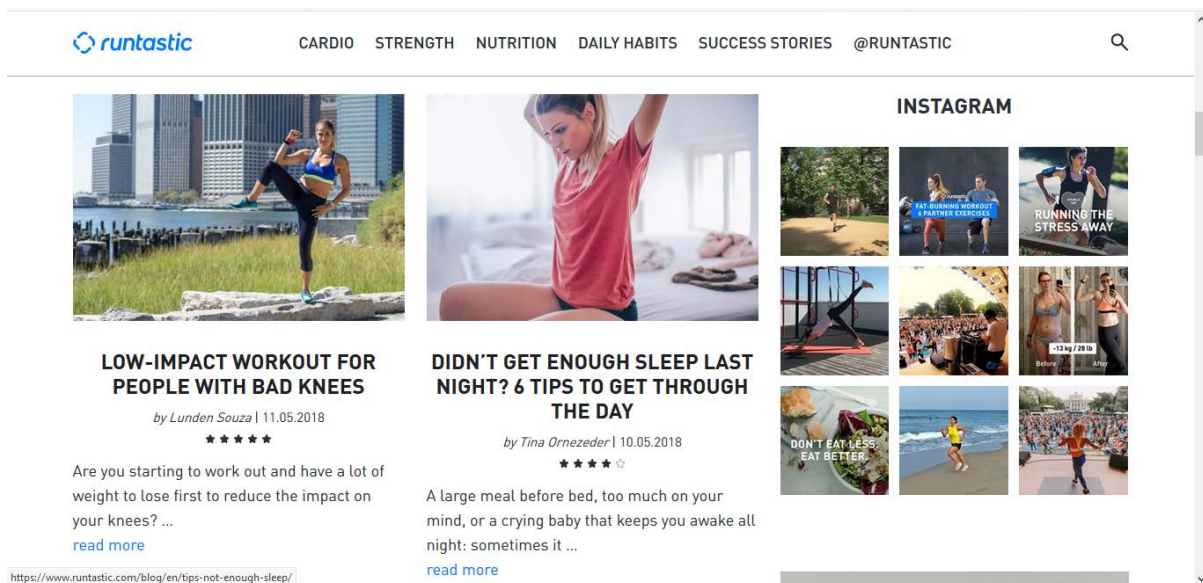 runtastic
CARDIO STRENGTH NUTRITION DAILY HABITS SUCCESS STORIES @RUNTASTIC
LOW-IMPACT WORKOUT FOR
PEOPLE WITH BAD KNEES
by Lunden Souza | 11.05.2018
Are you starting to work out and have a lot of
weight to lose first to reduce the impact on
your knees? ...
read more
DIDN'T GET ENOUGH SLEEP LAST
NIGHT? 6 TIPS TO GET THROUGH
THE DAY
by Tina Ornezeder | 10.05.2018
A large meal before bed, too much on your
mind, or a crying baby that keeps you awake all
night: sometimes it ...
read more
INSTAGRAM
runtastic
FAT-BURNING WORKOUT
6 PARTNER EXERCISES
RUNNING THE
STRESS AWAY
-13 kg / 28 lb
Before After
DON'T EAT LESS.
EAT BETTER.
https://www.runtastic.com/blog/en/tips-not-enough-sleep/